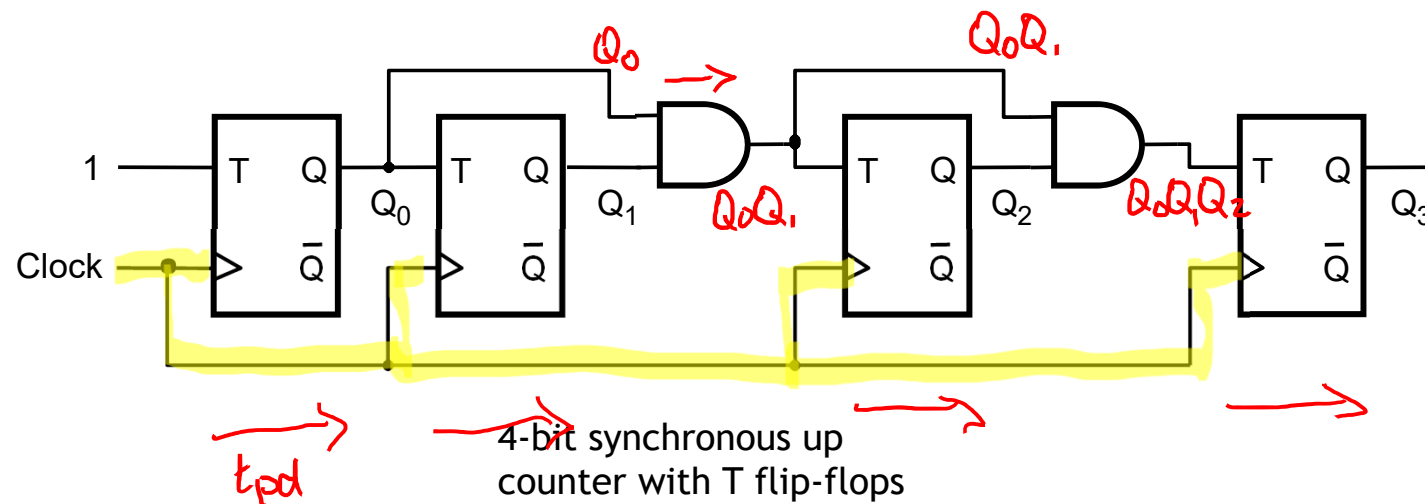 Q₀ Q₀Q₁
1 T Q T Q T Q T Q
Q₀ Q₁ Q₀Q₁ Q₂ Q₀Q₁Q₂ Q₃
Clock Q̅ Q̅ Q̅ Q̅
tpd
4-bit synchronous up
counter with T flip-flops